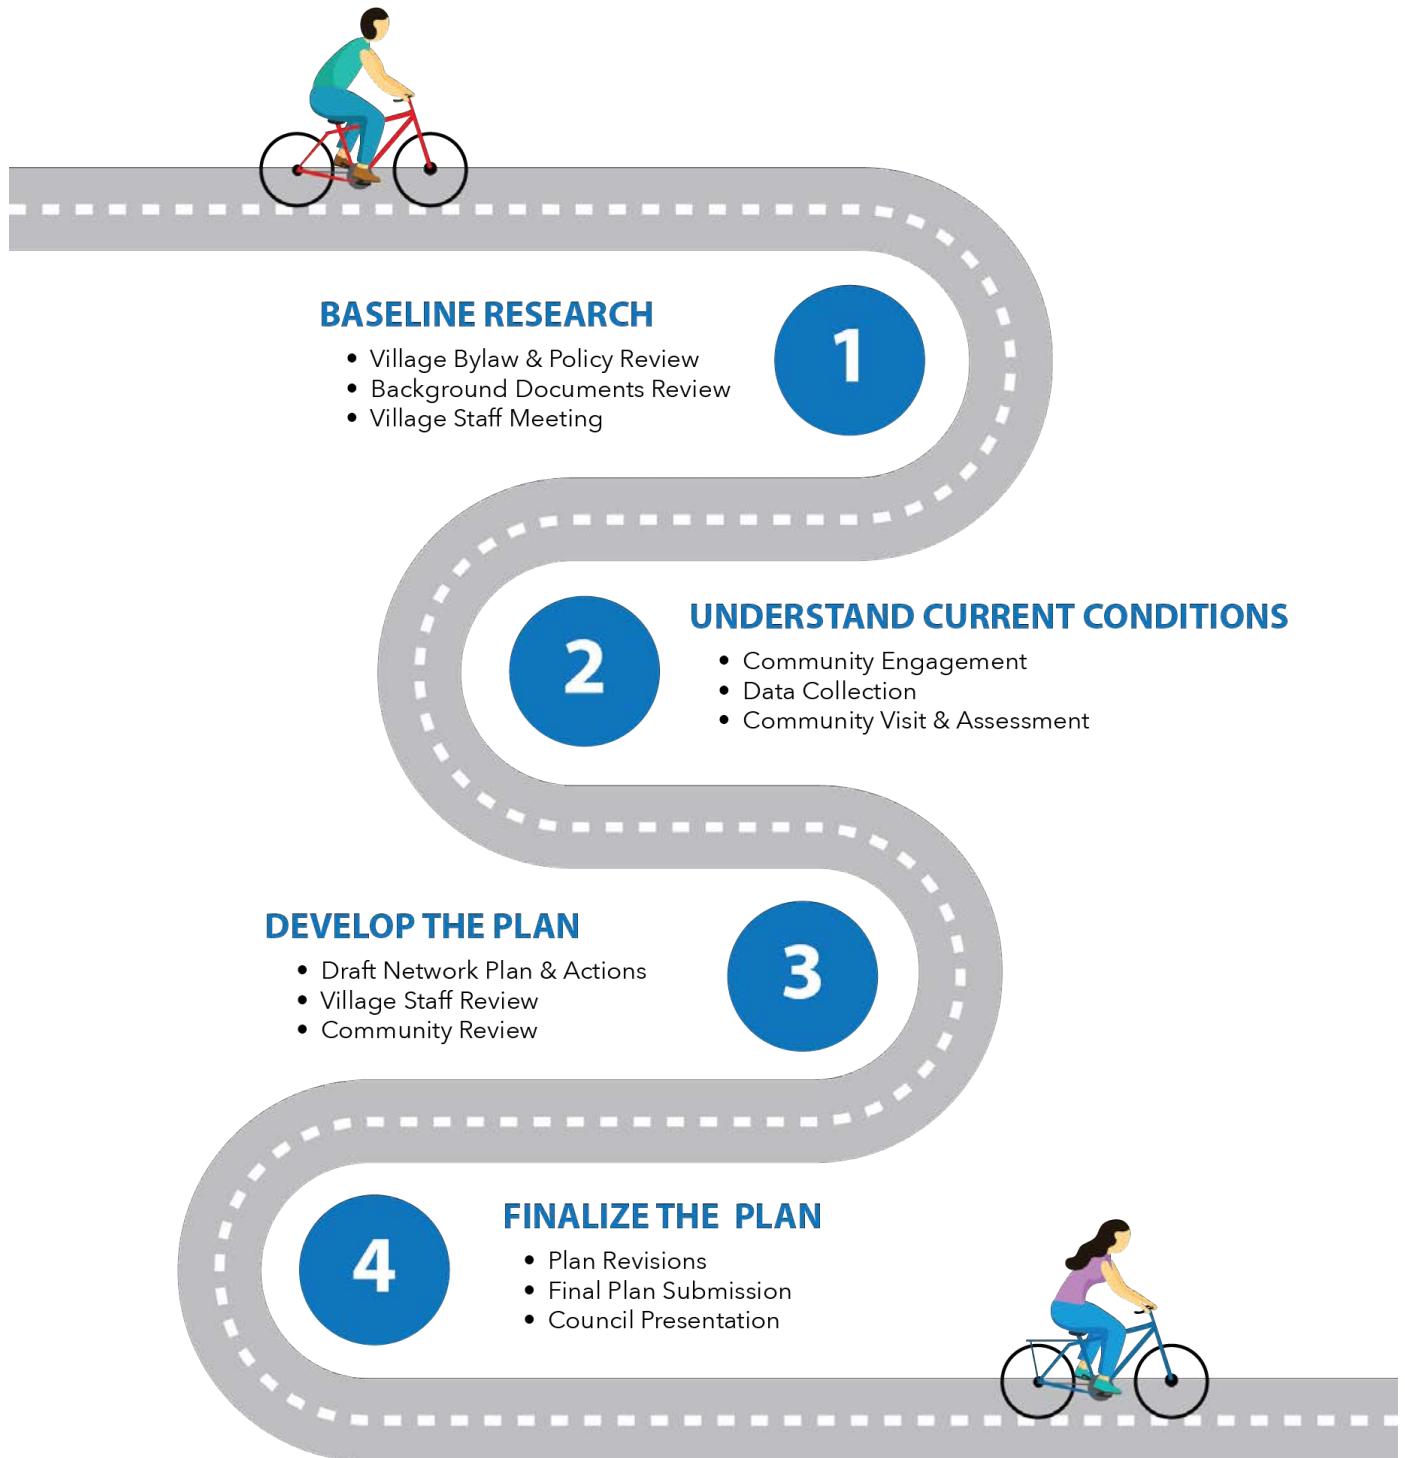 BASELINE RESEARCH
• Village Bylaw & Policy Review
• Background Documents Review
• Village Staff Meeting
1
UNDERSTAND CURRENT CONDITIONS
• Community Engagement
• Data Collection
• Community Visit & Assessment
2
DEVELOP THE PLAN
• Draft Network Plan & Actions
• Village Staff Review
• Community Review
3
FINALIZE THE PLAN
• Plan Revisions
• Final Plan Submission
• Council Presentation
4